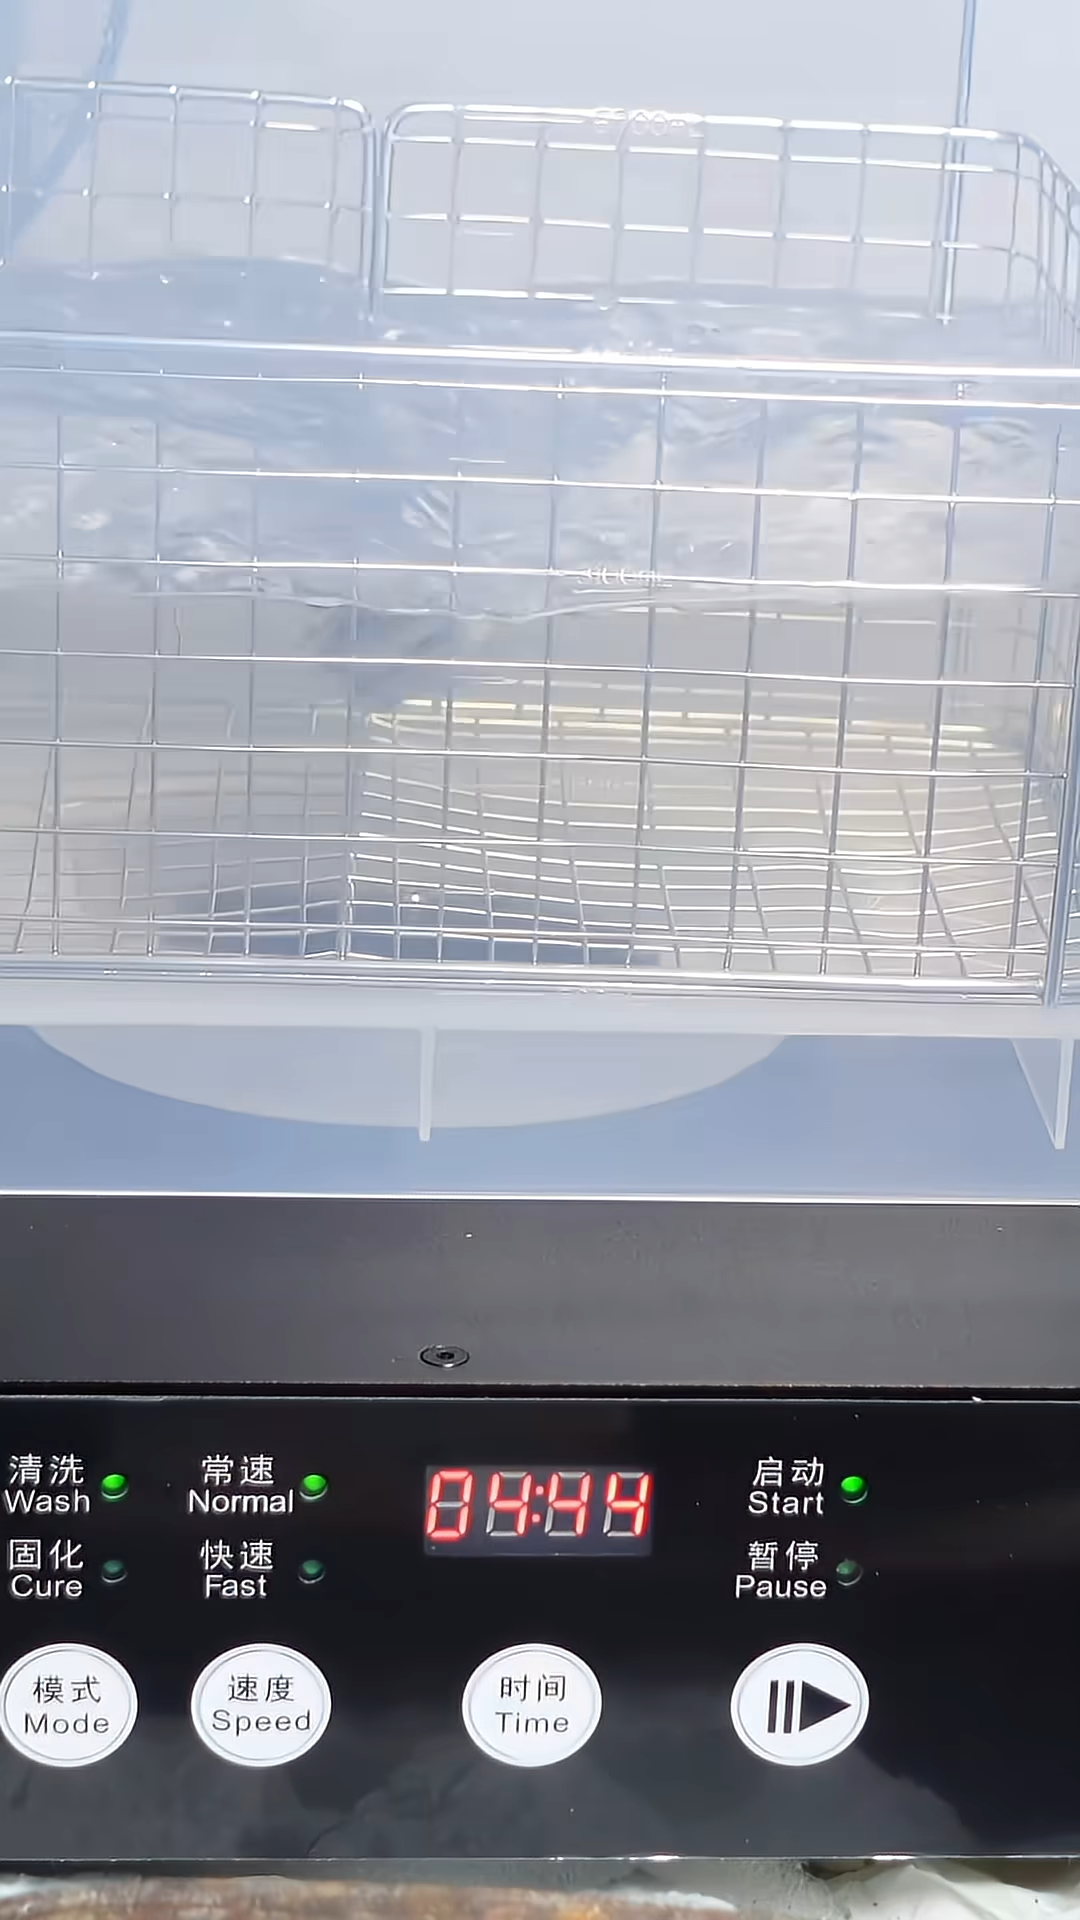 清洗
Wash
常速
Normal
04:44
启动
Start
固化
Cure
快速
Fast
暂停
Pause
模式
Mode
速度
Speed
时间
Time